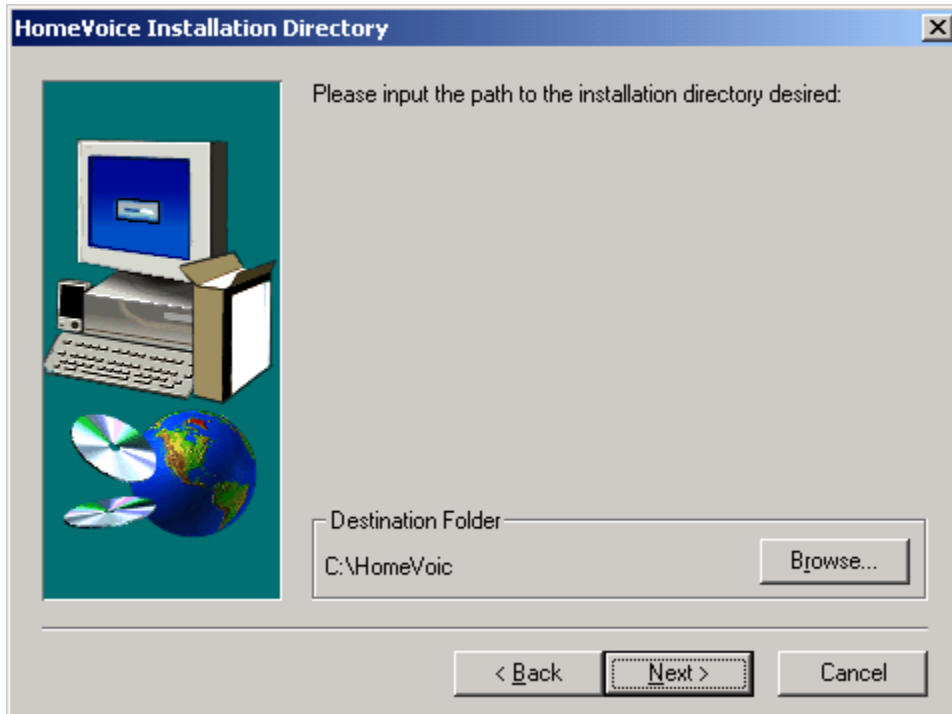 HomeVoice Installation Directory
Please input the path to the installation directory desired:
Destination Folder
C:\HomeVoic
Browse...
< Back
Next >
Cancel